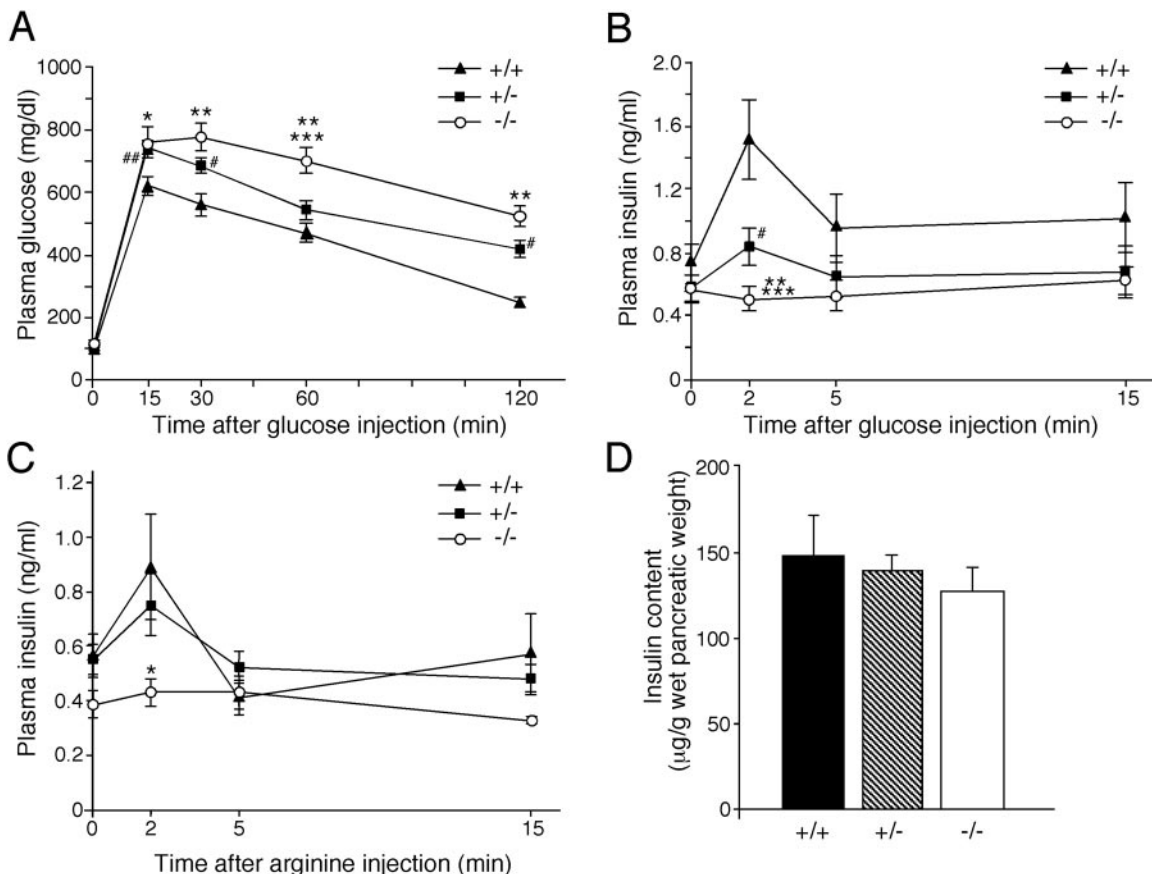 A
Plasma glucose (mg/dl)
1000
800
600
400
200
0
+/+
+/-
-/-
*
**
**
***
**
##
#
#
0 15 30 60 120
Time after glucose injection (min)
B
Plasma insulin (ng/ml)
2.0
1.6
1.2
0.8
0.4
0
+/+
+/-
-/-
#
**
***
0 2 5 15
Time after glucose injection (min)
C
Plasma insulin (ng/ml)
1.2
1.0
0.8
0.6
0.4
0.2
0
+/+
+/-
-/-
*
0 2 5 15
Time after arginine injection (min)
D
Insulin content
(µg/g wet pancreatic weight)
200
150
100
50
0
+/+ +/- -/-